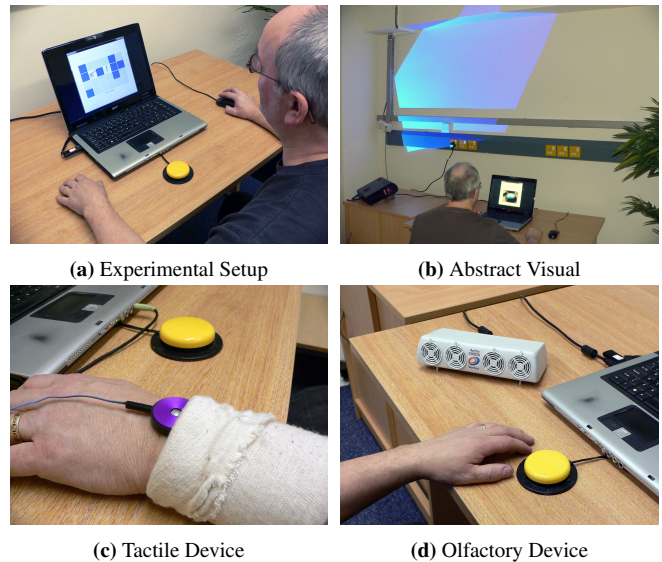 (a) Experimental Setup
(b) Abstract Visual
(c) Tactile Device
(d) Olfactory Device